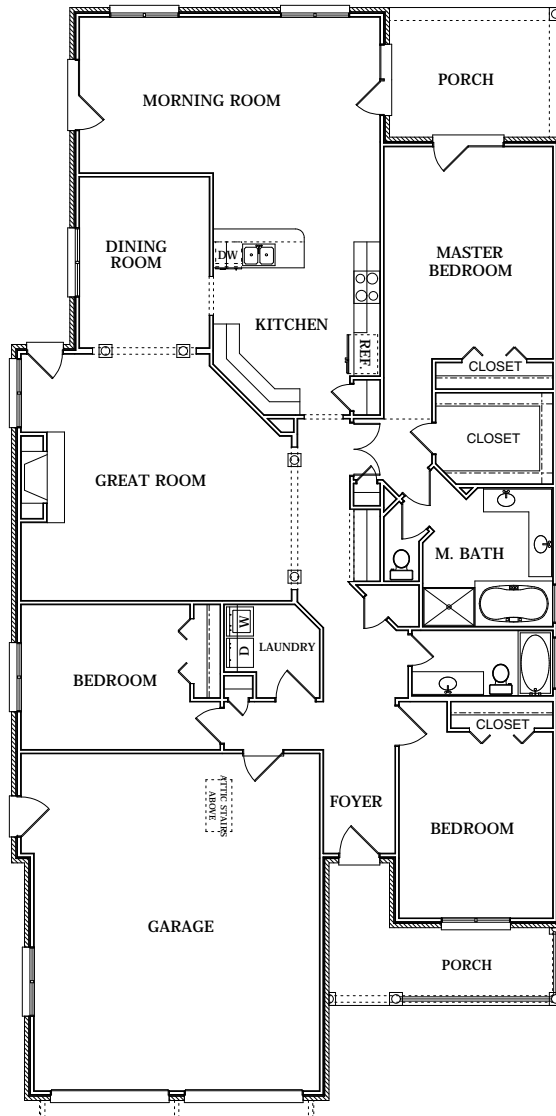 MORNING ROOM
PORCH
DINING
ROOM
DW
MASTER
BEDROOM
KITCHEN
REF
CLOSET
CLOSET
GREAT ROOM
M. BATH
W
D
LAUNDRY
BEDROOM
CLOSET
ATTIC STAIRS
ABOVE
FOYER
BEDROOM
GARAGE
PORCH